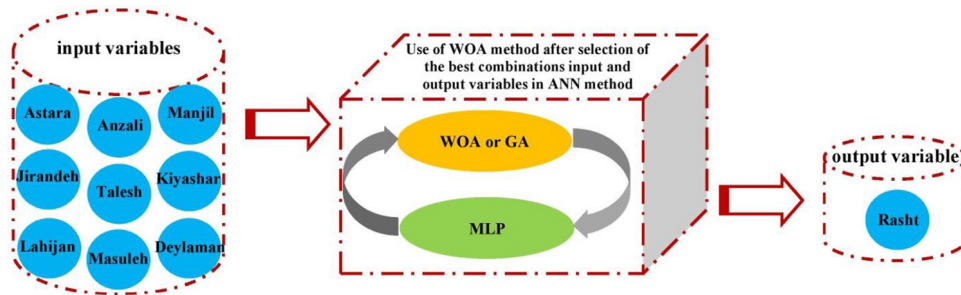 input variables
Astara
Anzali
Manjil
Jirandeh
Talesh
Kiyashar
Lahijan
Masuleh
Deylaman
Use of WOA method after selection of
the best combinations input and
output variables in ANN method
WOA or GA
MLP
output variable
Rasht